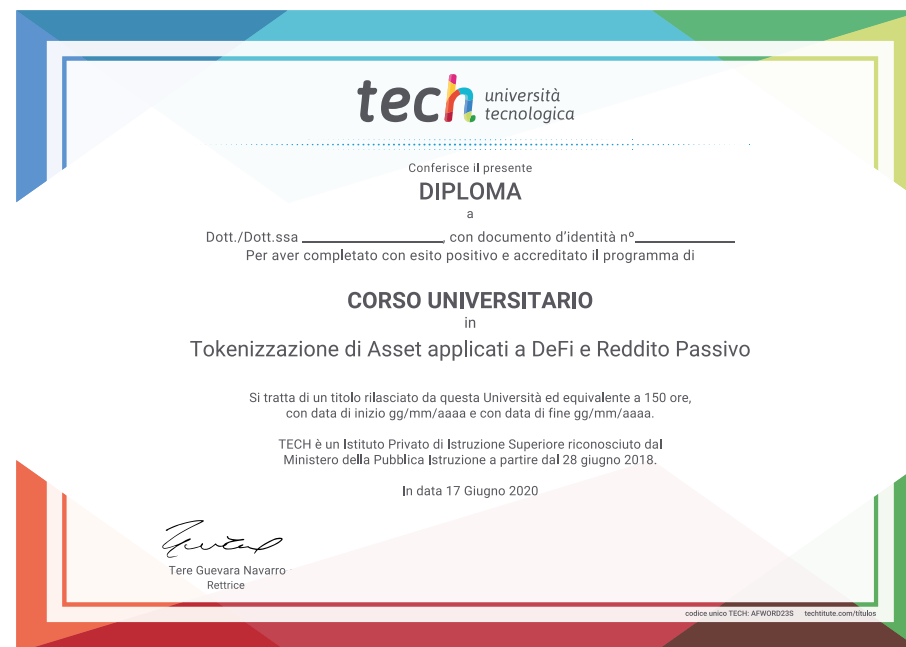 tech università
tecnologica
Conferisce il presente
DIPLOMA
a
Dott./Dott.ssa ____________________, con documento d'identità nº______________
Per aver completato con esito positivo e accreditato il programma di
CORSO UNIVERSITARIO
in
Tokenizzazione di Asset applicati a DeFi e Reddito Passivo
Si tratta di un titolo rilasciato da questa Università ed equivalente a 150 ore,
con data di inizio gg/mm/aaaa e con data di fine gg/mm/aaaa.
TECH è un Istituto Privato di Istruzione Superiore riconosciuto dal
Ministero della Pubblica Istruzione a partire dal 28 giugno 2018.
In data 17 Giugno 2020
Tere Guevara Navarro
Rettrice
codice unico TECH: AFWORD23S techtitute.com/títulos